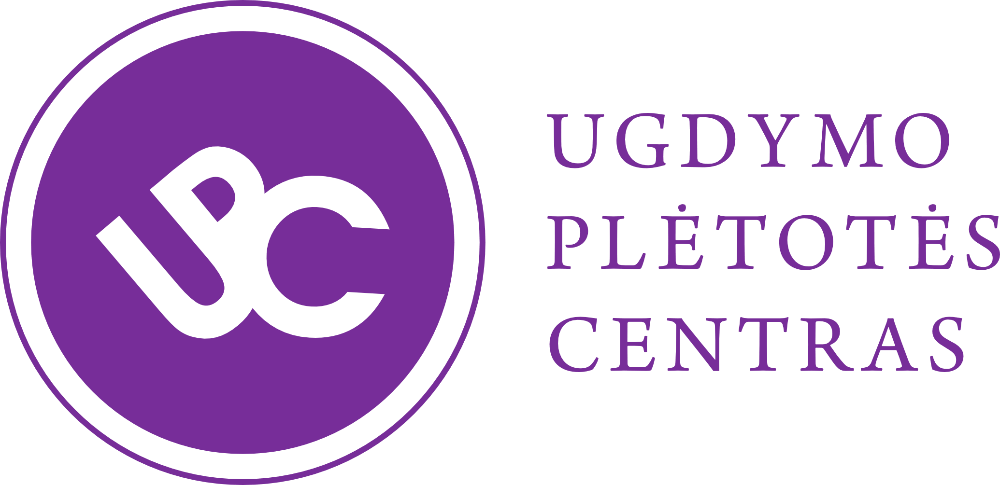 UPC
UGDYMO
PLĖTOTĖS
CENTRAS